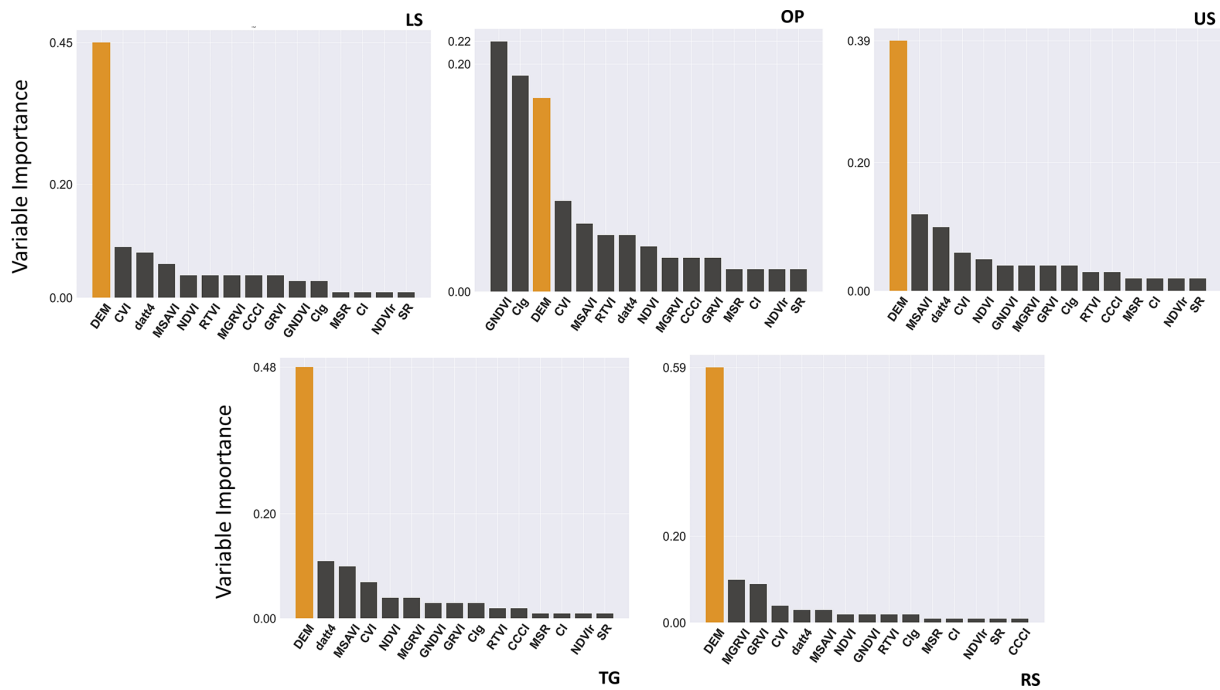 LS
Variable Importance
0.45
0.20
0.00
DEM
CVI
datt4
MSAVI
NDVI
RTVI
MGRVI
CCCI
GRVI
GNDVI
CIg
MSR
CI
NDVIr
SR
OP
0.22
0.20
0.00
GNDVI
CIg
DEM
CVI
MSAVI
RTVI
datt4
NDVI
MGRVI
CCCI
GRVI
MSR
CI
NDVIr
SR
US
0.39
0.20
0.00
DEM
MSAVI
datt4
CVI
NDVI
GNDVI
MGRVI
GRVI
CIg
RTVI
CCCI
MSR
CI
NDVIr
SR
Variable Importance
0.48
0.20
0.00
DEM
datt4
MSAVI
CVI
NDVI
MGRVI
GNDVI
GRVI
CIg
RTVI
CCCI
MSR
CI
NDVIr
SR
TG
0.59
0.20
0.00
DEM
MGRVI
GRVI
CVI
datt4
MSAVI
NDVI
GNDVI
RTVI
CIg
MSR
CI
NDVIr
SR
CCCI
RS